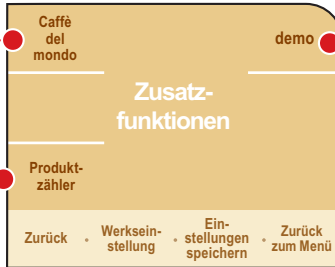 Caffè
del
mondo
demo
Zusatz-
funktionen
Produkt-
zähler
Zurück
Werksein-
stellung
Ein-
stellungen
speichern
Zurück
zum Menü